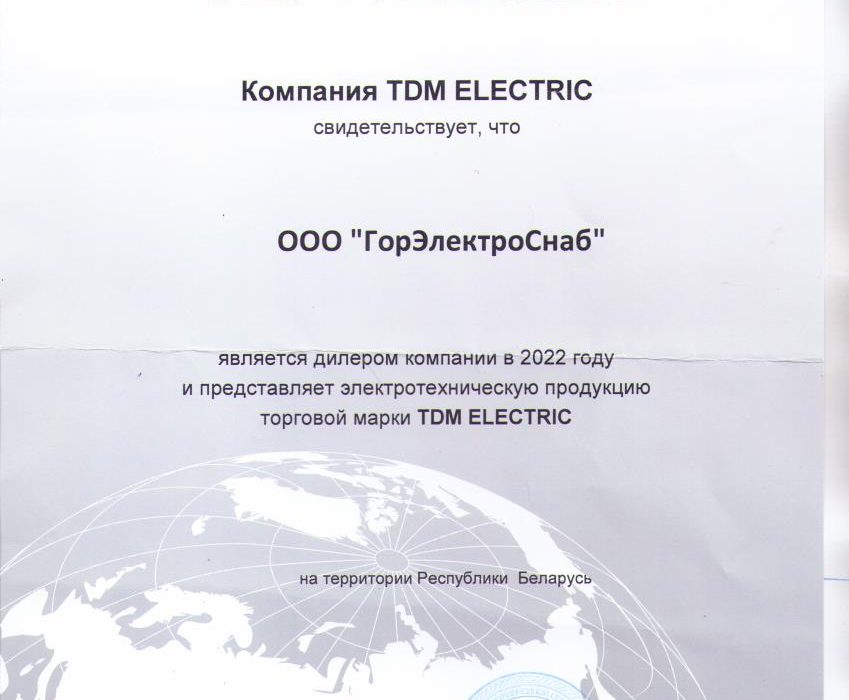 Компания TDM ELECTRIC
свидетельствует, что
ООО "ГорЭлектроСнаб"
является дилером компании в 2022 году
и представляет электротехническую продукцию
торговой марки TDM ELECTRIC
на территории Республики Беларусь